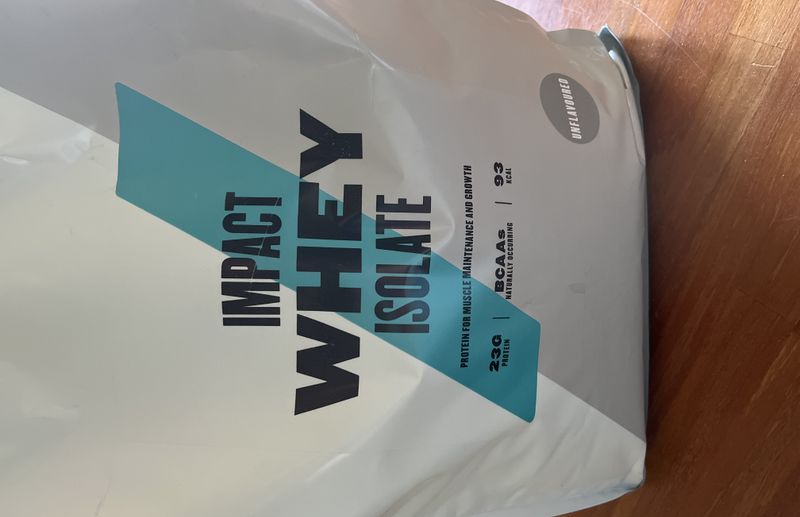 IMPACT
WHEY
ISOLATE
PROTEIN FOR MUSCLE MAINTENANCE AND GROWTH
23G | BCAAs | 93
PROTEIN NATURALLY OCCURRING KCAL
UNFLAVOURED